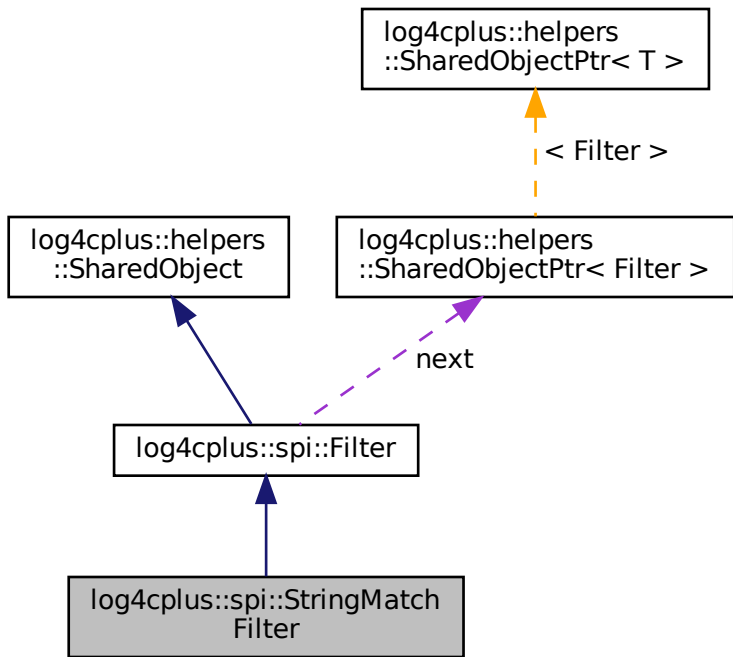 log4cplus::helpers
::SharedObjectPtr< T >
< Filter >
log4cplus::helpers
::SharedObject
log4cplus::helpers
::SharedObjectPtr< Filter >
next
log4cplus::spi::Filter
log4cplus::spi::StringMatch
Filter